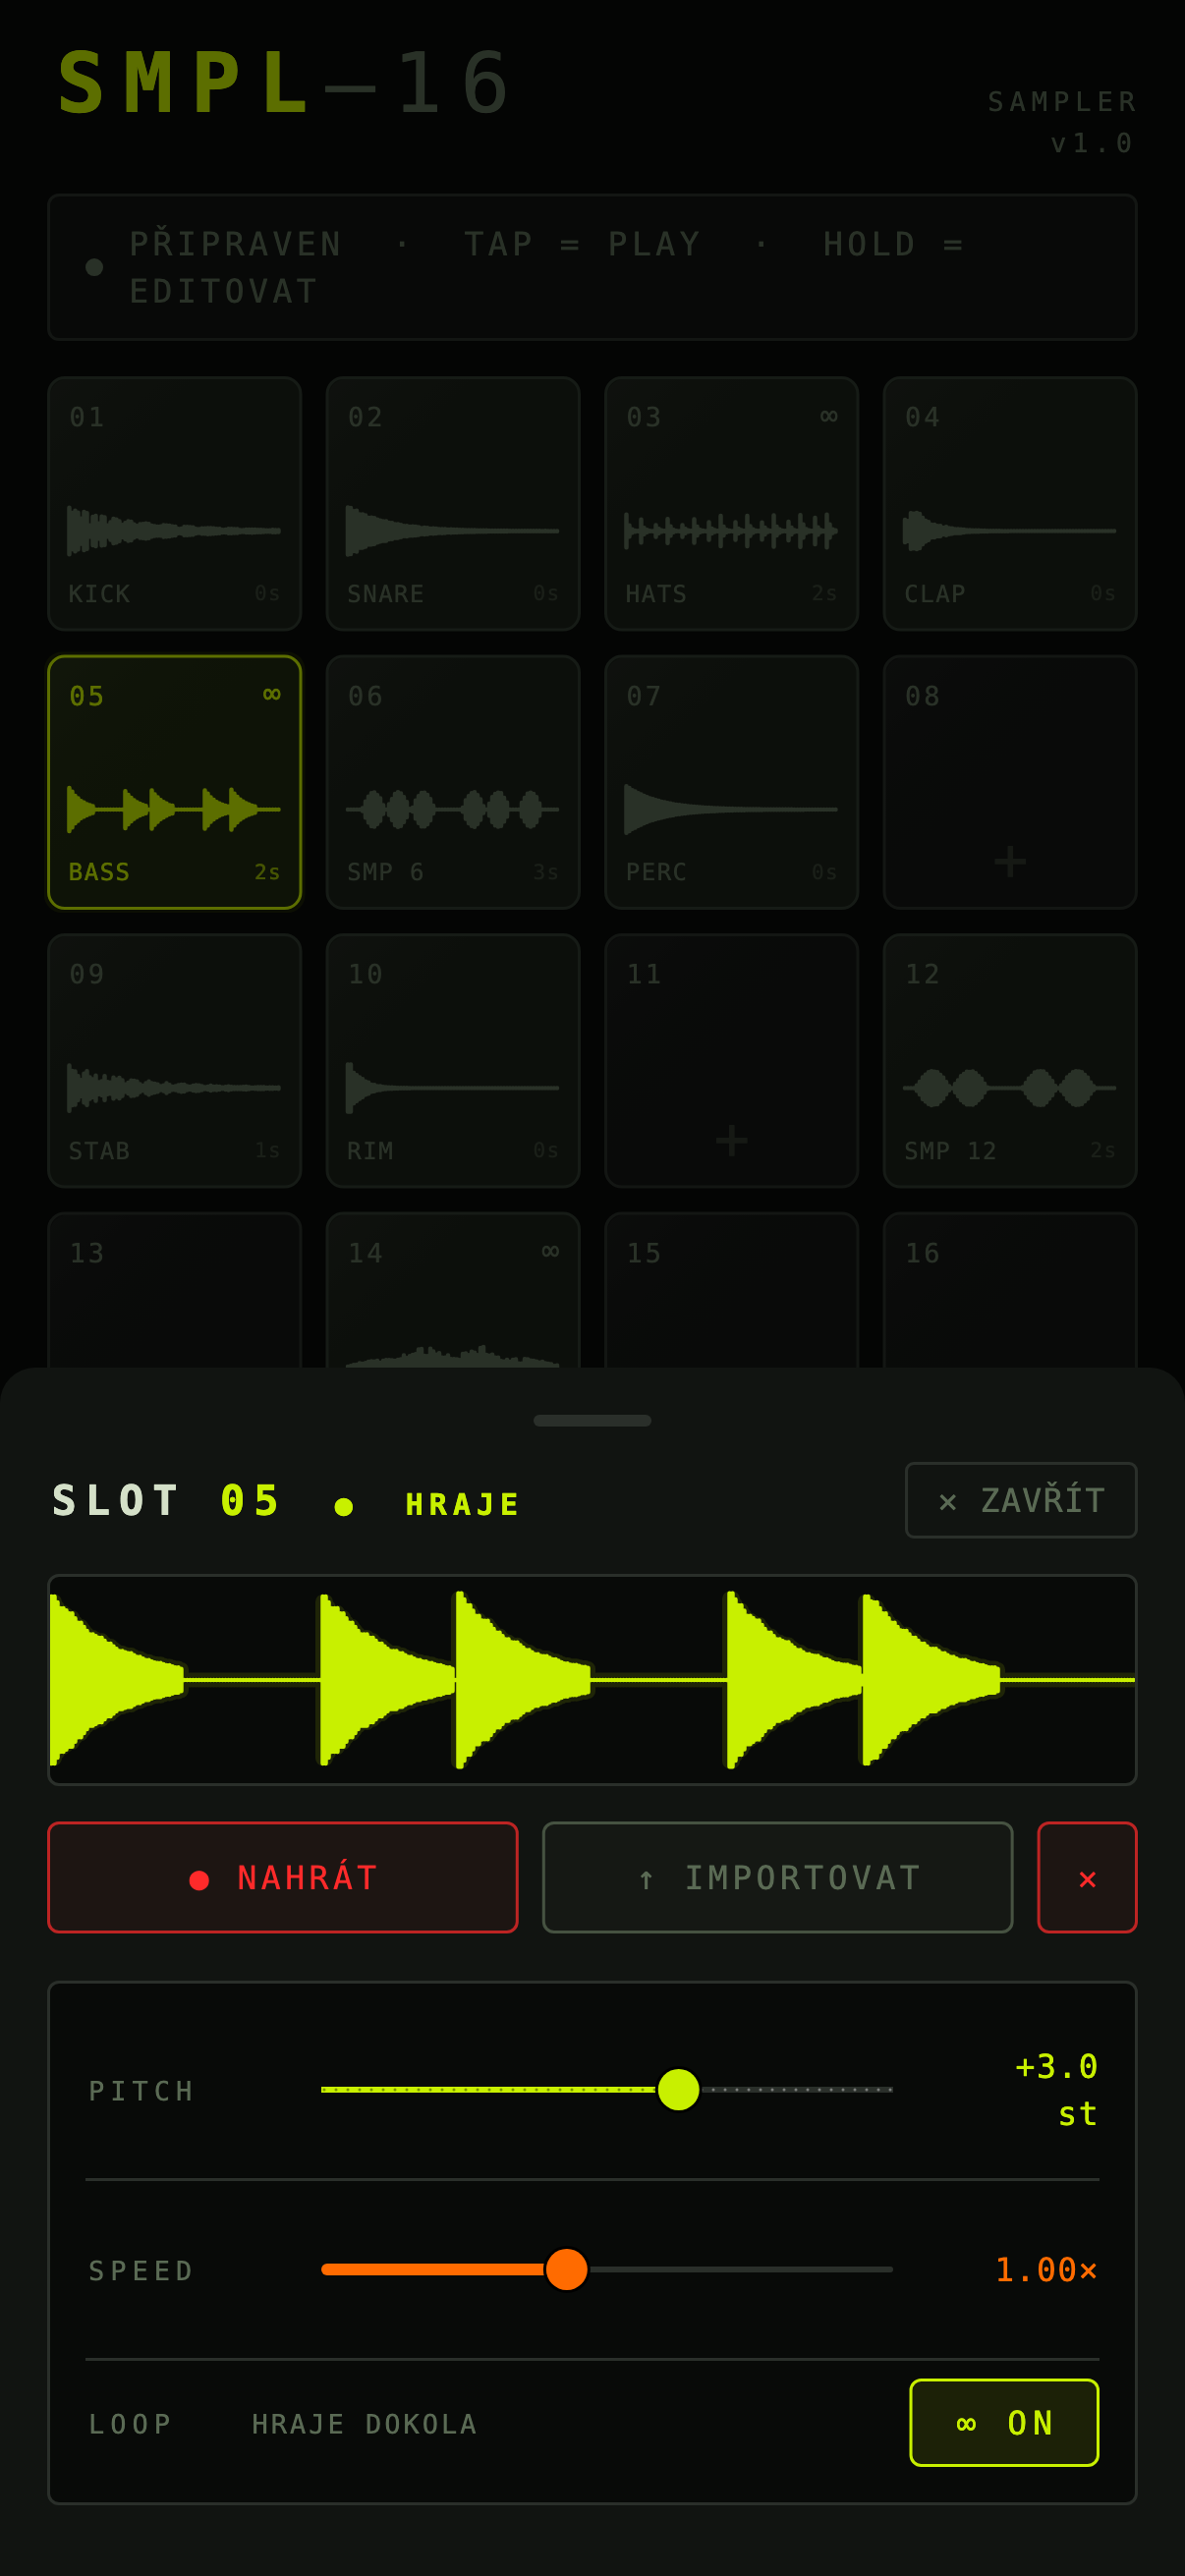 SMPL—16
SAMPLER
v1.0
● PŘIPRAVEN · TAP = PLAY · HOLD =
EDITOVAT
01
KICK 0s
02
SNARE 0s
03 ∞
HATS 2s
04
CLAP 0s
05 ∞
BASS 2s
06
SMP 6 3s
07
PERC 0s
08
+
09
STAB 1s
10
RIM 0s
11
+
12
SMP 12 2s
13
14 ∞
15
16
SLOT 05 ● HRAJE
× ZAVŘÍT
● NAHRÁT
↑ IMPORTOVAT
×
PITCH
+3.0
st
SPEED
1.00×
LOOP HRAJE DOKOLA
∞ ON